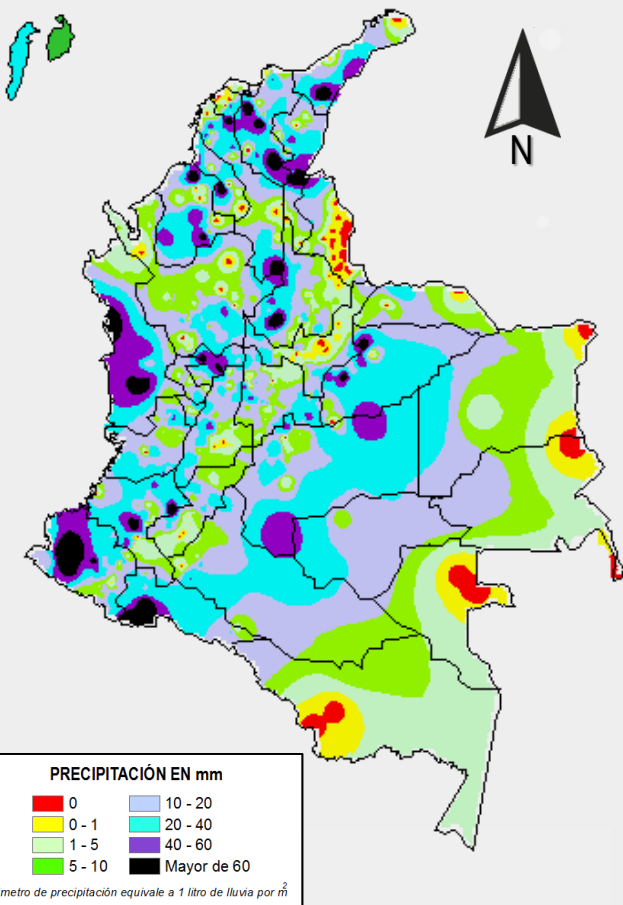 N
PRECIPITACIÓN EN mm
0
0 - 1
1 - 5
5 - 10
10 - 20
20 - 40
40 - 60
Mayor de 60
metro de precipitación equivale a 1 litro de lluvia por m²